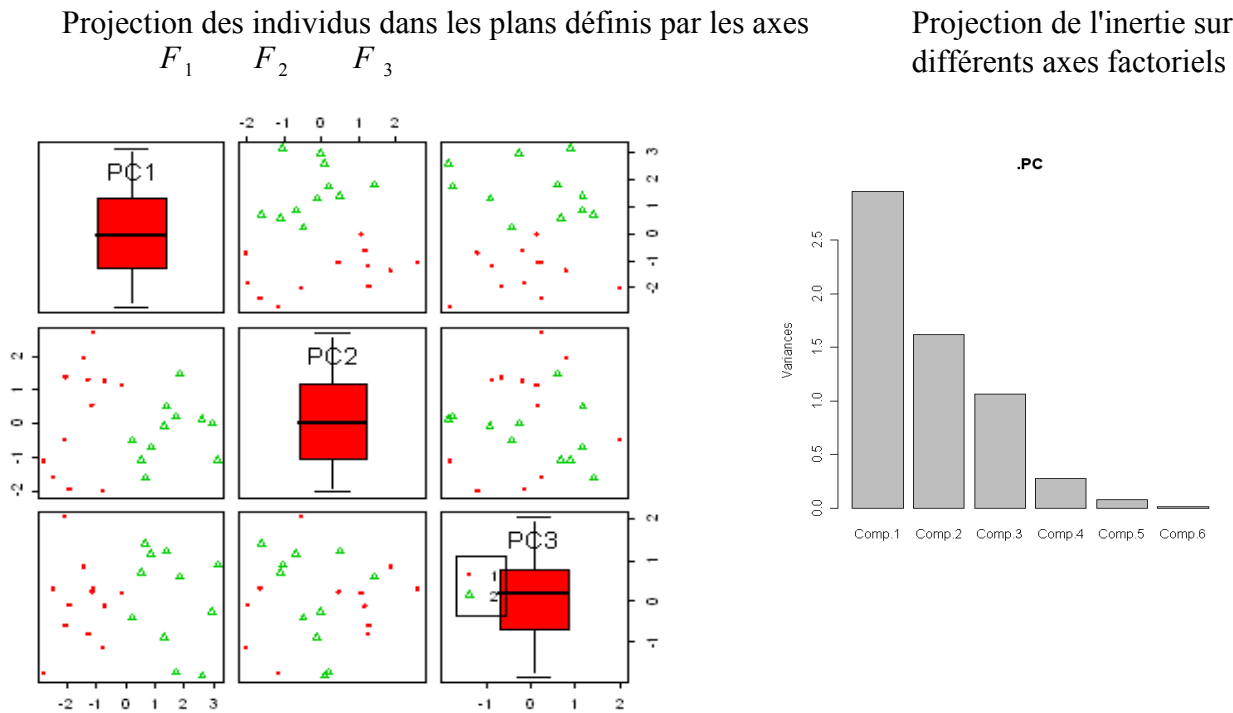 Projection des individus dans les plans définis par les axes
F 1 F 2 F 3
Projection de l'inertie sur
différents axes factoriels
-2 -1 0 1 2
PC1
3
2
1
0
-1
-2
2
1
0
-1
-2
PC2
PC3
1
2
2
1
0
-1
-2 -1 0 1 2 3
-1 0 1 2
.PC
Variances
2.5
2.0
1.5
1.0
0.5
0.0
Comp.1 Comp.2 Comp.3 Comp.4 Comp.5 Comp.6